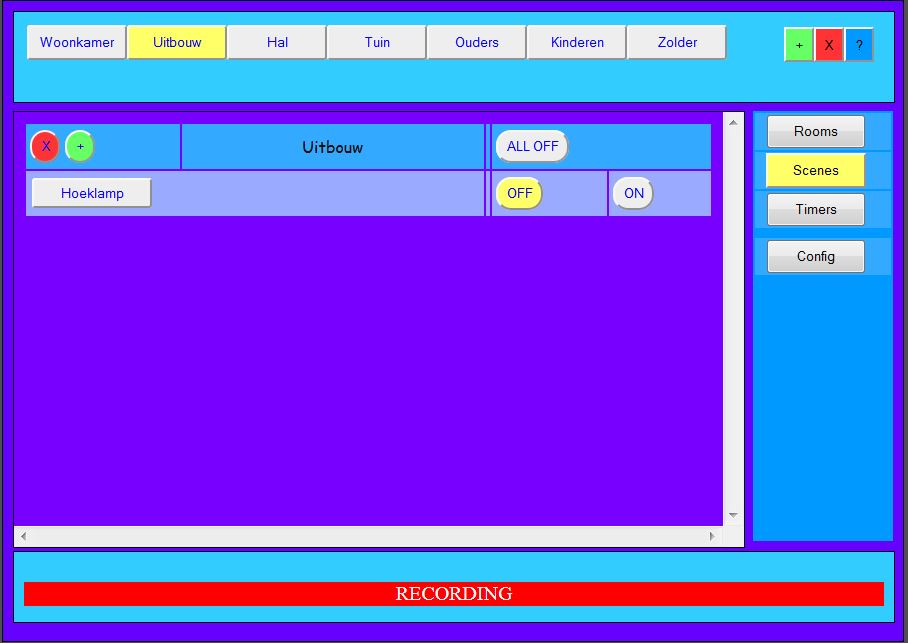 Woonkamer Uitbouw Hal Tuin Ouders Kinderen Zolder + X ?
X + Uitbouw ALL OFF
Hoeklamp OFF ON
Rooms
Scenes
Timers
Config
RECORDING